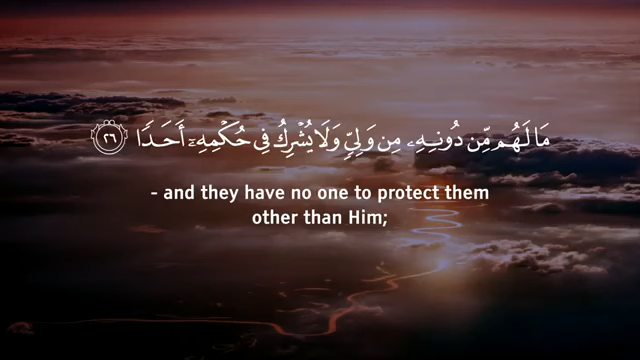 مَا لَهُم مِّن دُونِهِۦ مِن وَلِيٍّ وَلَا يُشْرِكُ فِى حُكْمِهِۦٓ أَحَدًا ٢٦
- and they have no one to protect them
other than Him;